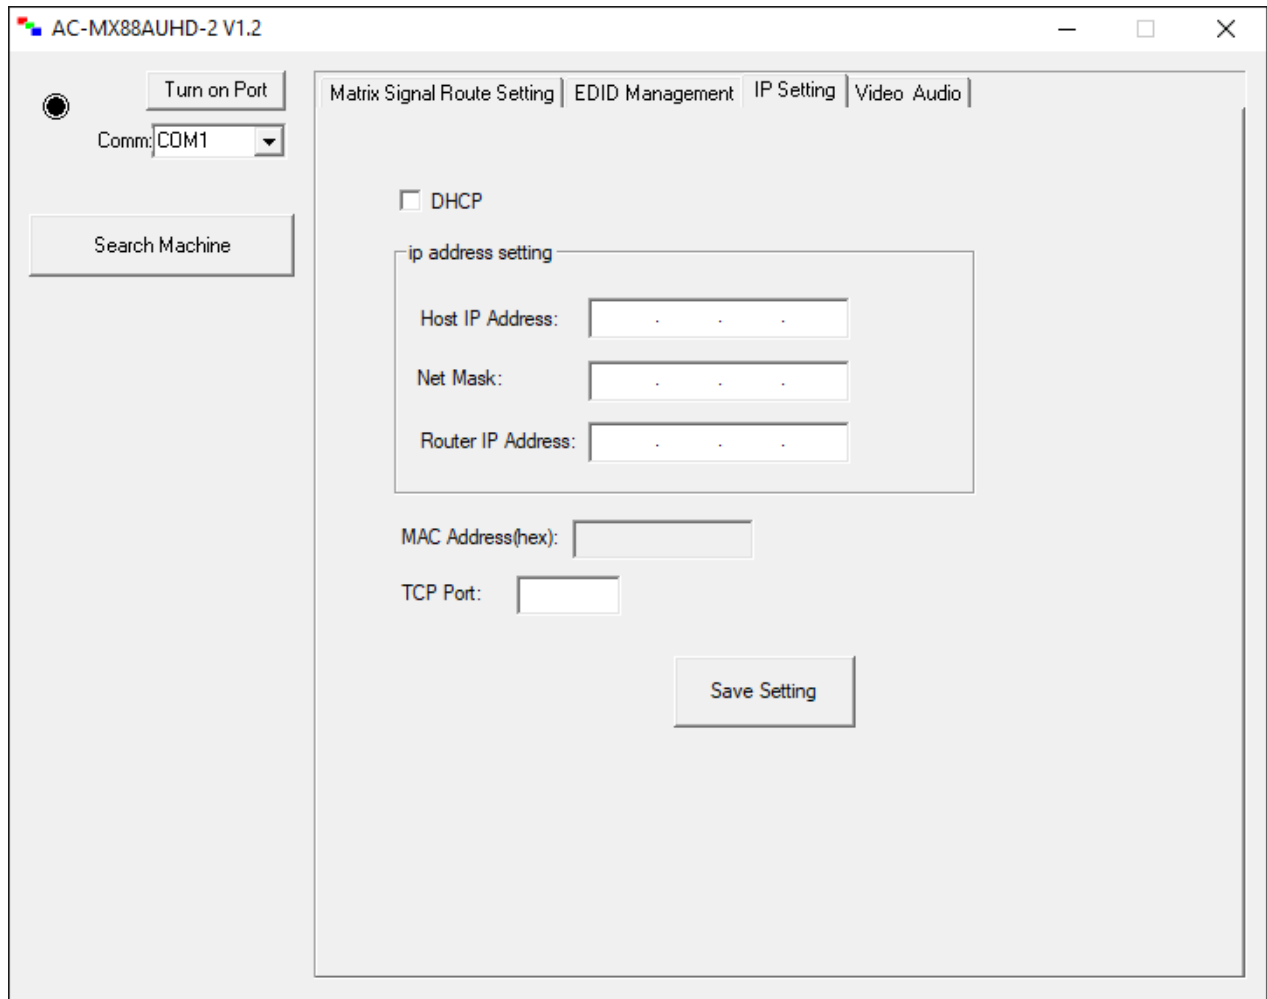 AC-MX88AUHD-2 V1.2
Turn on Port
Comm: COM1
Search Machine
Matrix Signal Route Setting EDID Management IP Setting Video Audio
DHCP
ip address setting
Host IP Address: . . .
Net Mask: . . .
Router IP Address: . . .
MAC Address(hex):
TCP Port:
Save Setting